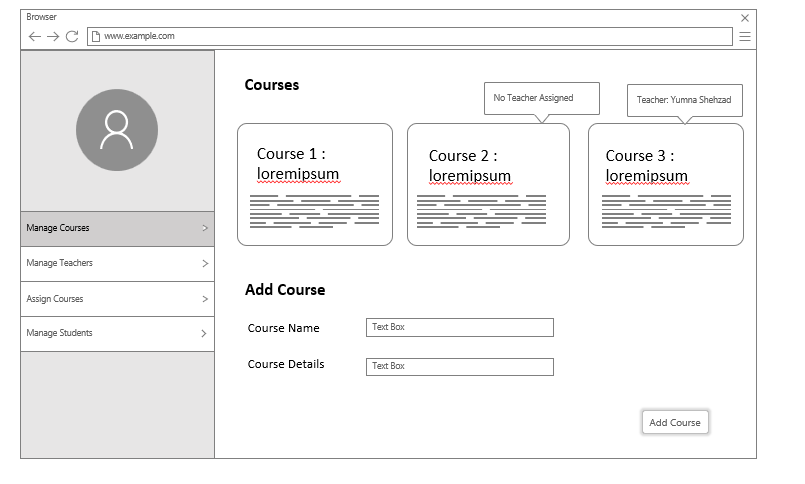 Browser
www.example.com
Manage Courses
Manage Teachers
Assign Courses
Manage Students
Courses
No Teacher Assigned
Teacher: Yumna Shehzad
Course 1 :
loremipsum
Course 2 :
loremipsum
Course 3 :
loremipsum
Add Course
Course Name
Text Box
Course Details
Text Box
Add Course